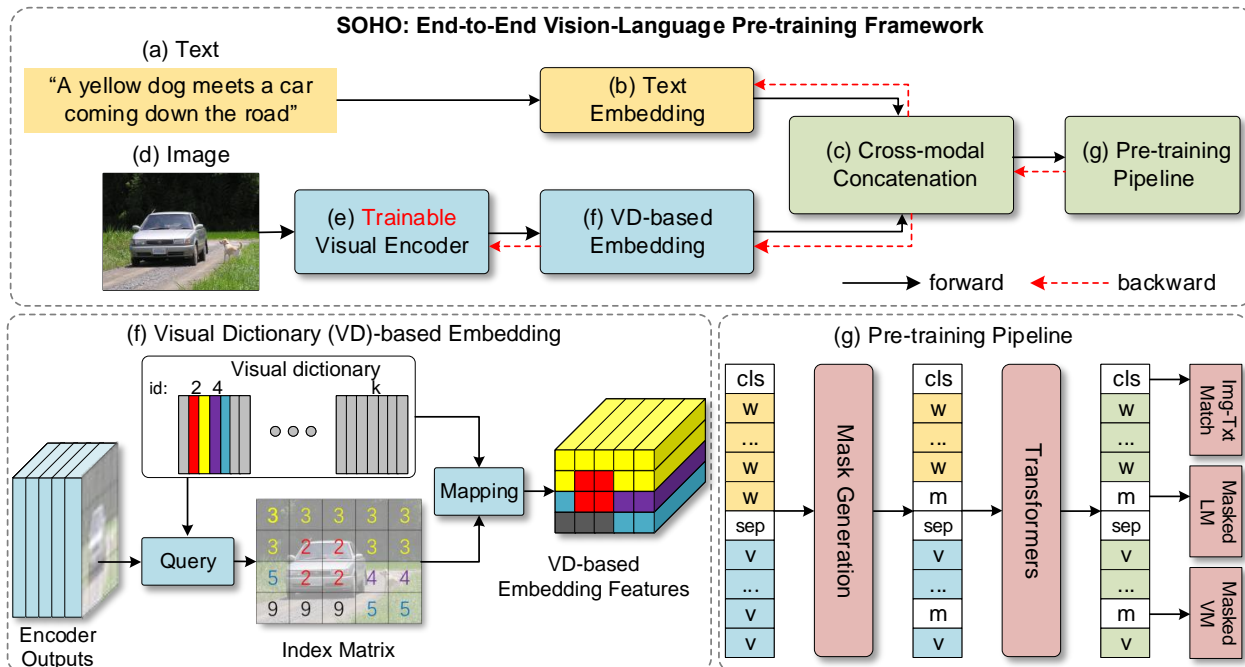 SOHO: End-to-End Vision-Language Pre-training Framework
(a) Text
“A yellow dog meets a car
coming down the road”
(b) Text
Embedding
(c) Cross-modal
Concatenation
(g) Pre-training
Pipeline
(d) Image
(e) Trainable
Visual Encoder
(f) VD-based
Embedding
forward
backward
(f) Visual Dictionary (VD)-based Embedding
Visual dictionary
id: 2 4 k
Mapping
Query
3 3 3 3 3
3 2 2 3 3
5 2 2 4 4
9 9 9 5 5
Encoder
Outputs
Index Matrix
VD-based
Embedding Features
(g) Pre-training Pipeline
cls
w
...
w
w
sep
v
...
v
v
Mask Generation
cls
w
...
w
m
sep
v
...
m
v
Transformers
cls
w
...
w
m
sep
v
...
m
v
Img-Txt
Match
Masked
LM
Masked
VM